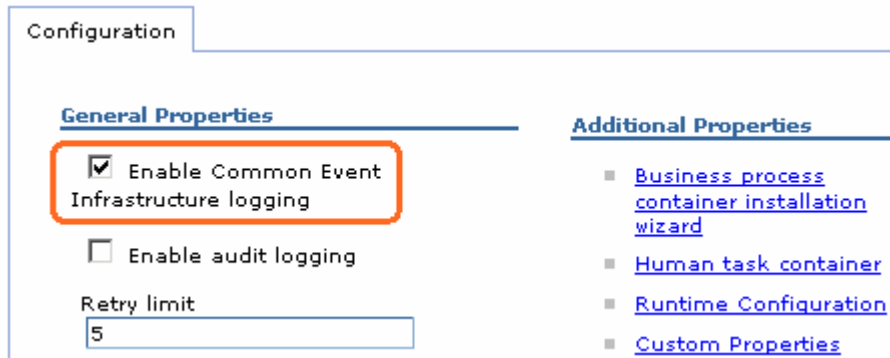 Configuration
General Properties
Enable Common Event
Infrastructure logging
Enable audit logging
Retry limit
5
Additional Properties
Business process
container installation
wizard
Human task container
Runtime Configuration
Custom Properties